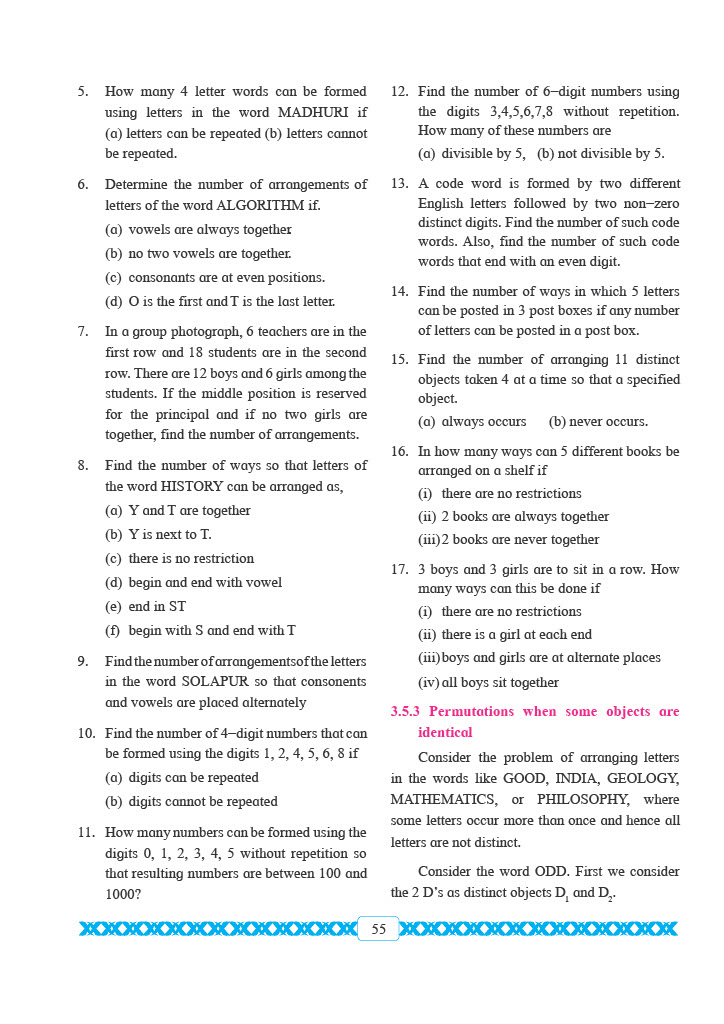 5. How many 4 letter words can be formed
using letters in the word MADHURI if
(a) letters can be repeated (b) letters cannot
be repeated.
6. Determine the number of arrangements of
letters of the word ALGORITHM if.
(a) vowels are always together.
(b) no two vowels are together.
(c) consonants are at even positions.
(d) O is the first and T is the last letter.
7. In a group photograph, 6 teachers are in the
first row and 18 students are in the second
row. There are 12 boys and 6 girls among the
students. If the middle position is reserved
for the principal and if no two girls are
together, find the number of arrangements.
8. Find the number of ways so that letters of
the word HISTORY can be arranged as,
(a) Y and T are together
(b) Y is next to T.
(c) there is no restriction
(d) begin and end with vowel
(e) end in ST
(f) begin with S and end with T
9. Find the number of arrangements of the letters
in the word SOLAPUR so that consonents
and vowels are placed alternately
10. Find the number of 4−digit numbers that can
be formed using the digits 1, 2, 4, 5, 6, 8 if
(a) digits can be repeated
(b) digits cannot be repeated
11. How many numbers can be formed using the
digits 0, 1, 2, 3, 4, 5 without repetition so
that resulting numbers are between 100 and
1000?
12. Find the number of 6−digit numbers using
the digits 3,4,5,6,7,8 without repetition.
How many of these numbers are
(a) divisible by 5, (b) not divisible by 5.
13. A code word is formed by two different
English letters followed by two non−zero
distinct digits. Find the number of such code
words. Also, find the number of such code
words that end with an even digit.
14. Find the number of ways in which 5 letters
can be posted in 3 post boxes if any number
of letters can be posted in a post box.
15. Find the number of arranging 11 distinct
objects taken 4 at a time so that a specified
object.
(a) always occurs (b) never occurs.
16. In how many ways can 5 different books be
arranged on a shelf if
(i) there are no restrictions
(ii) 2 books are always together
(iii) 2 books are never together
17. 3 boys and 3 girls are to sit in a row. How
many ways can this be done if
(i) there are no restrictions
(ii) there is a girl at each end
(iii) boys and girls are at alternate places
(iv) all boys sit together
3.5.3 Permutations when some objects are
identical
Consider the problem of arranging letters
in the words like GOOD, INDIA, GEOLOGY,
MATHEMATICS, or PHILOSOPHY, where
some letters occur more than once and hence all
letters are not distinct.
Consider the word ODD. First we consider
the 2 D's as distinct objects D₁ and D₂.
55